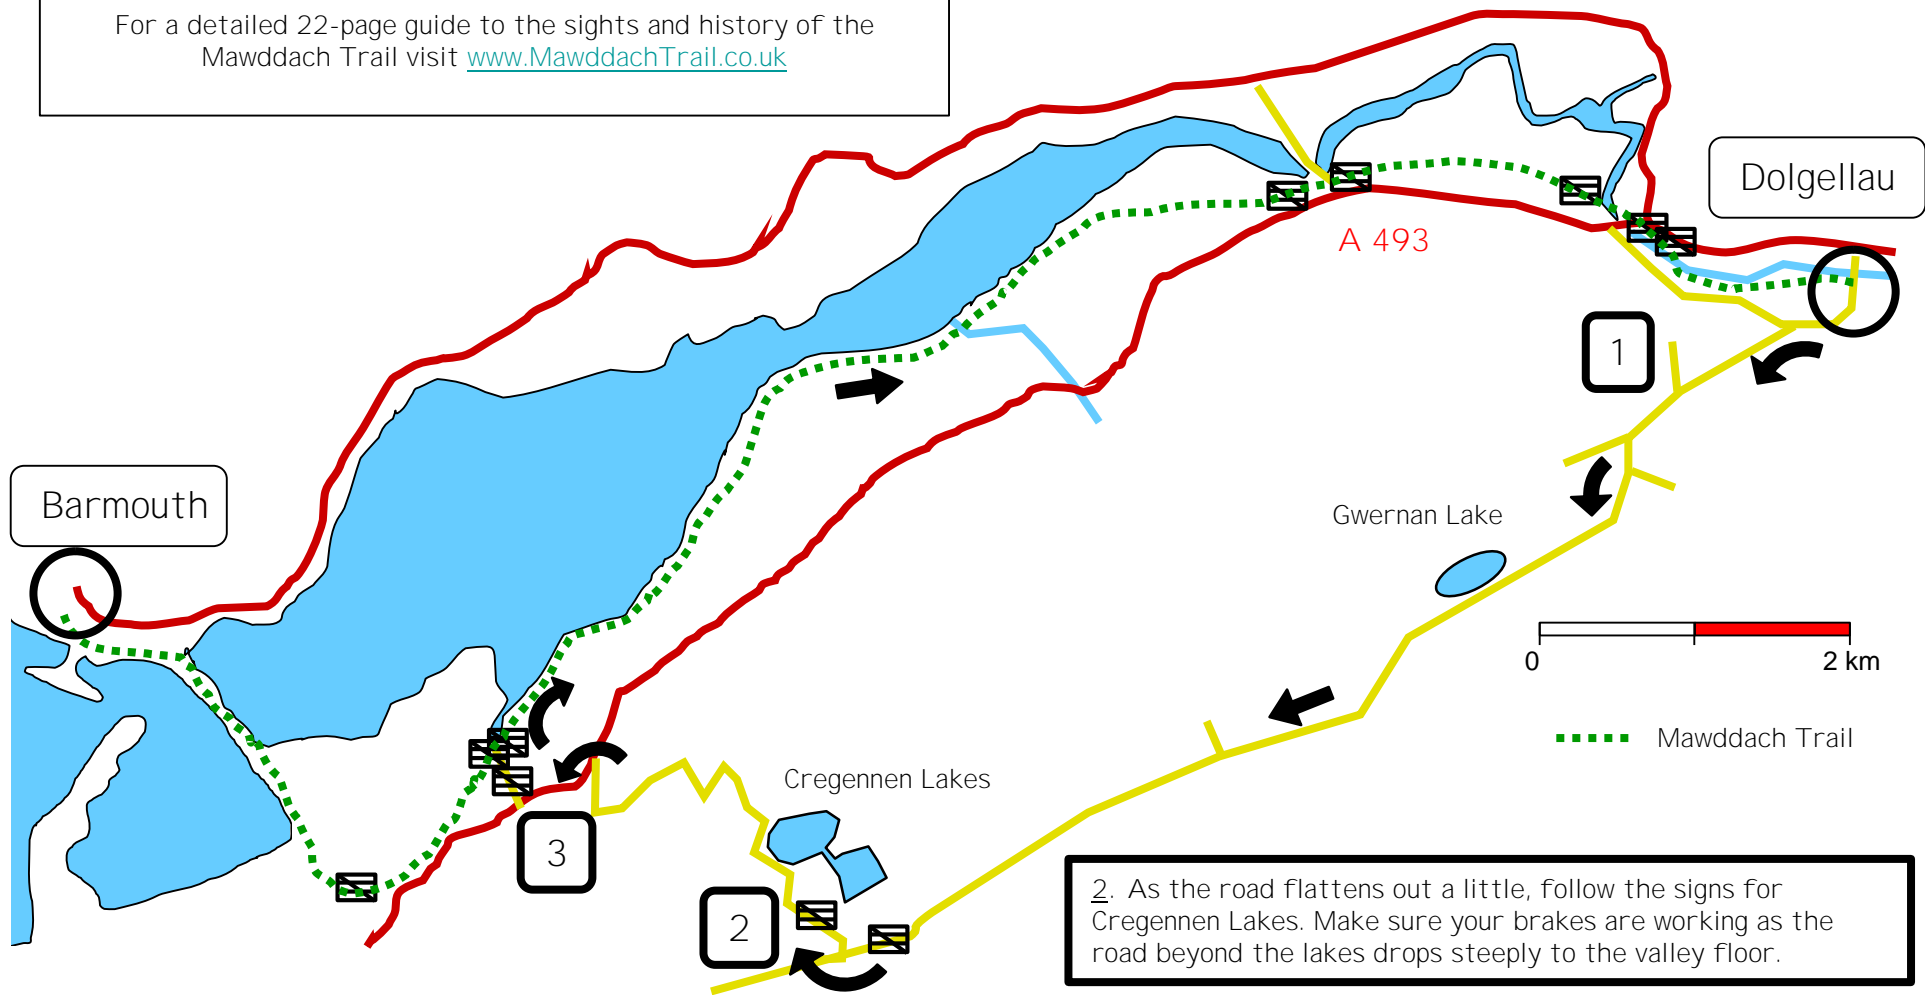 For a detailed 22-page guide to the sights and history of the
Mawddach Trail visit www.MawddachTrail.co.uk
Dolgellau
A 493
1
Barmouth
Gwernan Lake
0 2 km
Mawddach Trail
Cregennen Lakes
3
2
2. As the road flattens out a little, follow the signs for
Cregennen Lakes. Make sure your brakes are working as the
road beyond the lakes drops steeply to the valley floor.